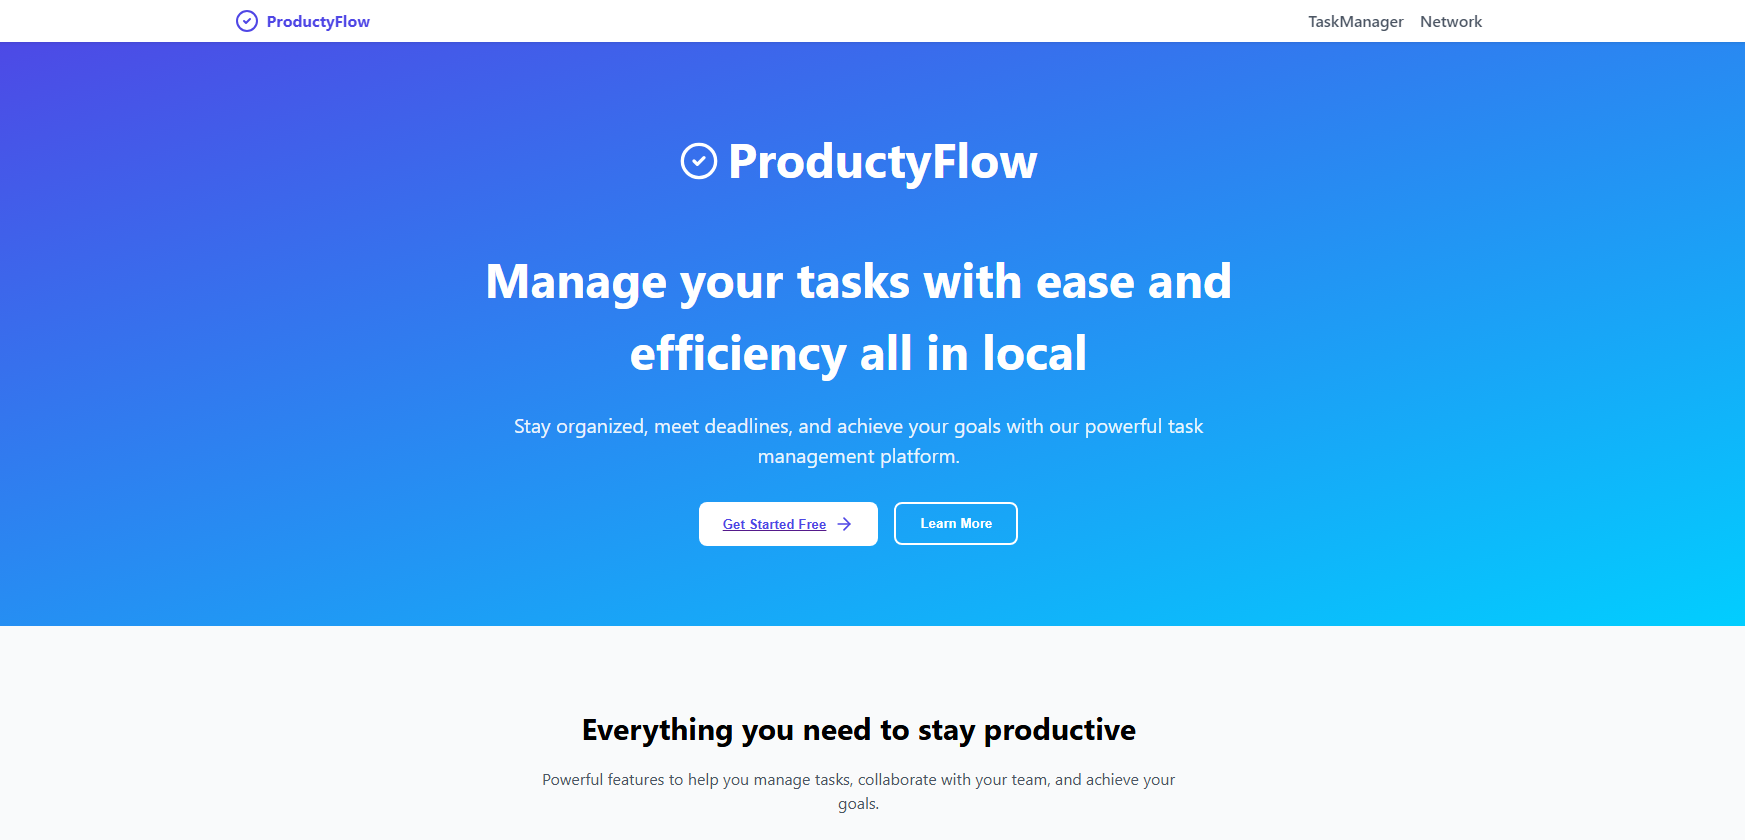 ProductyFlow
TaskManager
Network
ProductyFlow
Manage your tasks with ease and
efficiency all in local
Stay organized, meet deadlines, and achieve your goals with our powerful task
management platform.
Get Started Free
Learn More
Everything you need to stay productive
Powerful features to help you manage tasks, collaborate with your team, and achieve your
goals.